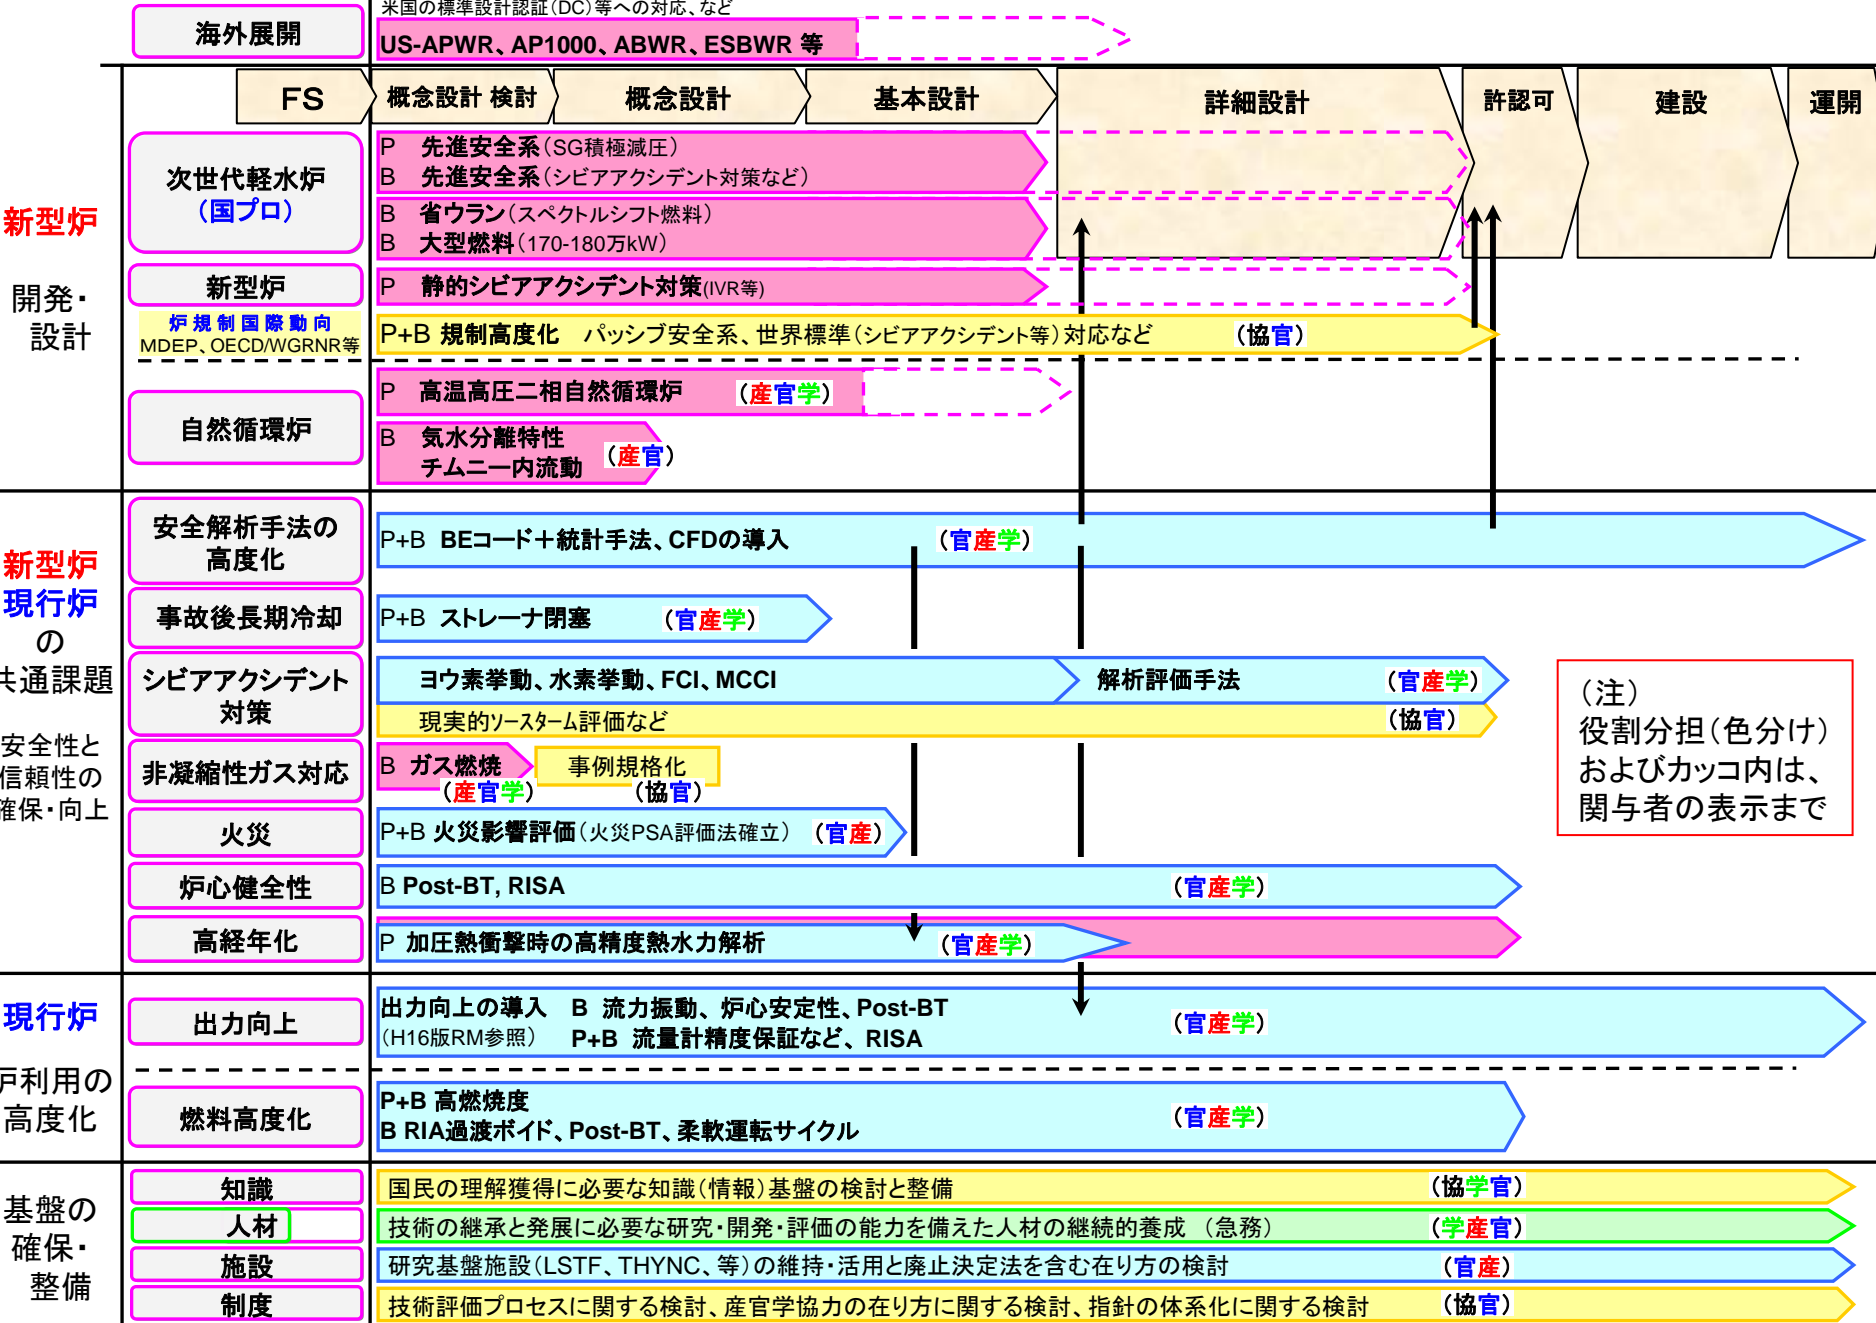 米国の標準設計認証(DC)等への対応、など
海外展開
US-APWR、AP1000、ABWR、ESBWR 等
FS
概念設計 検討
概念設計
基本設計
詳細設計
許認可
建設
運開
新型炉
開発・
設計
次世代軽水炉
(国プロ)
P 先進安全系(SG積極減圧)
B 先進安全系(シビアアクシデント対策など)
B 省ウラン(スペクトルシフト燃料)
B 大型燃料(170-180万kW)
新型炉
P 静的シビアアクシデント対策(IVR等)
炉規制国際動向
MDEP、OECD/WGRNR等
P+B 規制高度化 パッシブ安全系、世界標準(シビアアクシデント等)対応など (協官)
自然循環炉
P 高温高圧二相自然循環炉 (産官学)
B 気水分離特性
チムニー内流動 (産官)
新型炉
現行炉
の
共通課題
安全性と
信頼性の
確保・向上
安全解析手法の
高度化
P+B BEコード+統計手法、CFDの導入 (官産学)
事故後長期冷却
P+B ストレーナ閉塞 (官産学)
シビアアクシデント
対策
ヨウ素挙動、水素挙動、FCI、MCCI
解析評価手法 (官産学)
現実的ソースターム評価など (協官)
非凝縮性ガス対応
B ガス燃焼
(産官学)
事例規格化
(協官)
火災
P+B 火災影響評価(火災PSA評価法確立) (官産)
炉心健全性
B Post-BT, RISA (官産学)
高経年化
P 加圧熱衝撃時の高精度熱水力解析 (官産学)
(注)
役割分担(色分け)
およびカッコ内は、
関与者の表示まで
現行炉
炉利用の
高度化
出力向上
出力向上の導入 B 流力振動、炉心安定性、Post-BT
(H16版RM参照) P+B 流量計精度保証など、RISA
(官産学)
燃料高度化
P+B 高燃焼度
B RIA過渡ボイド、Post-BT、柔軟運転サイクル
(官産学)
基盤の
確保・
整備
知識
国民の理解獲得に必要な知識(情報)基盤の検討と整備 (協学官)
人材
技術の継承と発展に必要な研究・開発・評価の能力を備えた人材の継続的養成 (急務) (学産官)
施設
研究基盤施設(LSTF、THYNC、等)の維持・活用と廃止決定法を含む在り方の検討 (官産)
制度
技術評価プロセスに関する検討、産官学協力の在り方に関する検討、指針の体系化に関する検討 (協官)